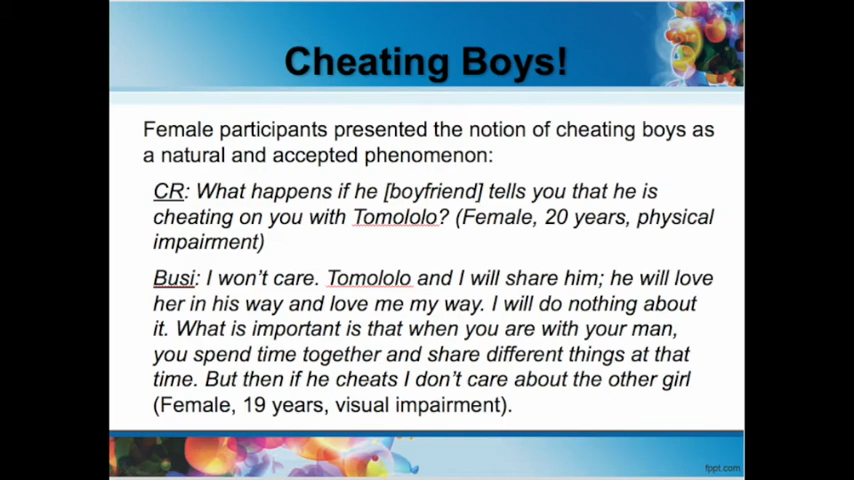 Cheating Boys!
Female participants presented the notion of cheating boys as
a natural and accepted phenomenon:
CR: What happens if he [boyfriend] tells you that he is
cheating on you with Tomololo? (Female, 20 years, physical
impairment)
Busi: I won't care. Tomololo and I will share him; he will love
her in his way and love me my way. I will do nothing about
it. What is important is that when you are with your man,
you spend time together and share different things at that
time. But then if he cheats I don't care about the other girl
(Female, 19 years, visual impairment).
fppt.com